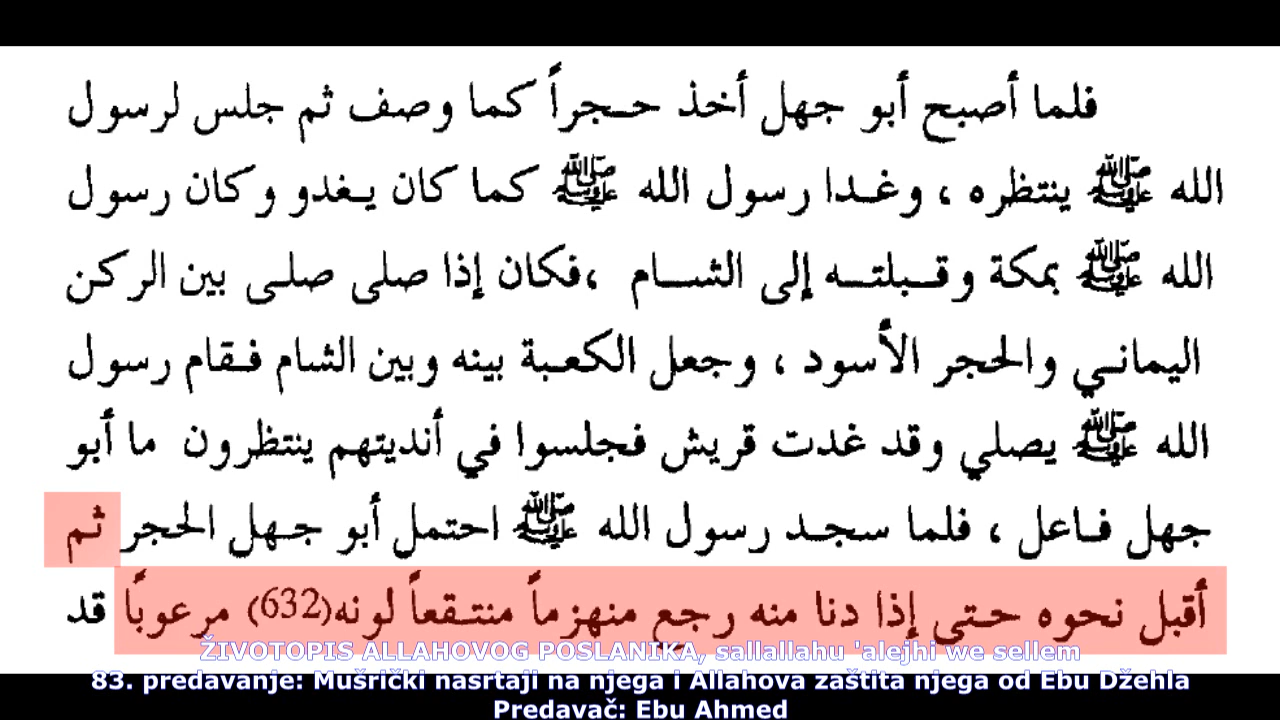 فلما أصبح أبو جهل أخذ حجراً كما وصف ثم جلس لرسول
الله ﷺ ينتظره ، وغدا رسول الله ﷺ كما كان يغدو وكان رسول
الله ﷺ بمكة وقبلته إلى الشام ،فكان إذا صلى صلى بين الركن
اليماني والحجر الأسود ، وجعل الكعبة بينه وبين الشام فقام رسول
الله ﷺ يصلي وقد غدت قريش فجلسوا في أنديتهم ينتظرون ما أبو
جهل فاعل ، فلما سجد رسول الله ﷺ احتمل أبو جهل الحجر ثم
أقبل نحوه حتى إذا دنا منه رجع منهزماً منتقعاً لونه(632) مرعوبًا قد
ŽIVOTOPIS ALLAHOVOG POSLANIKA, sallallahu 'alejhi we sellem
83. predavanje: Mušrički nasrtaji na njega i Allahova zaštita njega od Ebu Džehla
Predavač: Ebu Ahmed